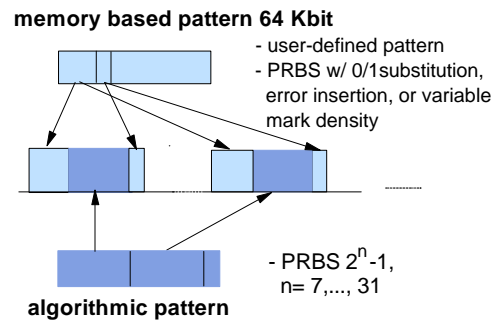 memory based pattern 64 Kbit
- user-defined pattern
- PRBS w/ 0/1substitution,
error insertion, or variable
mark density
- PRBS 2^n-1,
n= 7,..., 31
algorithmic pattern